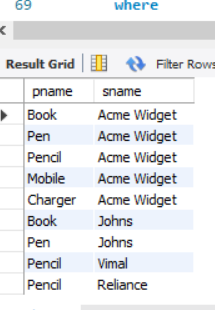 69 where
Result Grid Filter Rows
pname sname
Book Acme Widget
Pen Acme Widget
Pencil Acme Widget
Mobile Acme Widget
Charger Acme Widget
Book Johns
Pen Johns
Pencil Vimal
Pencil Reliance